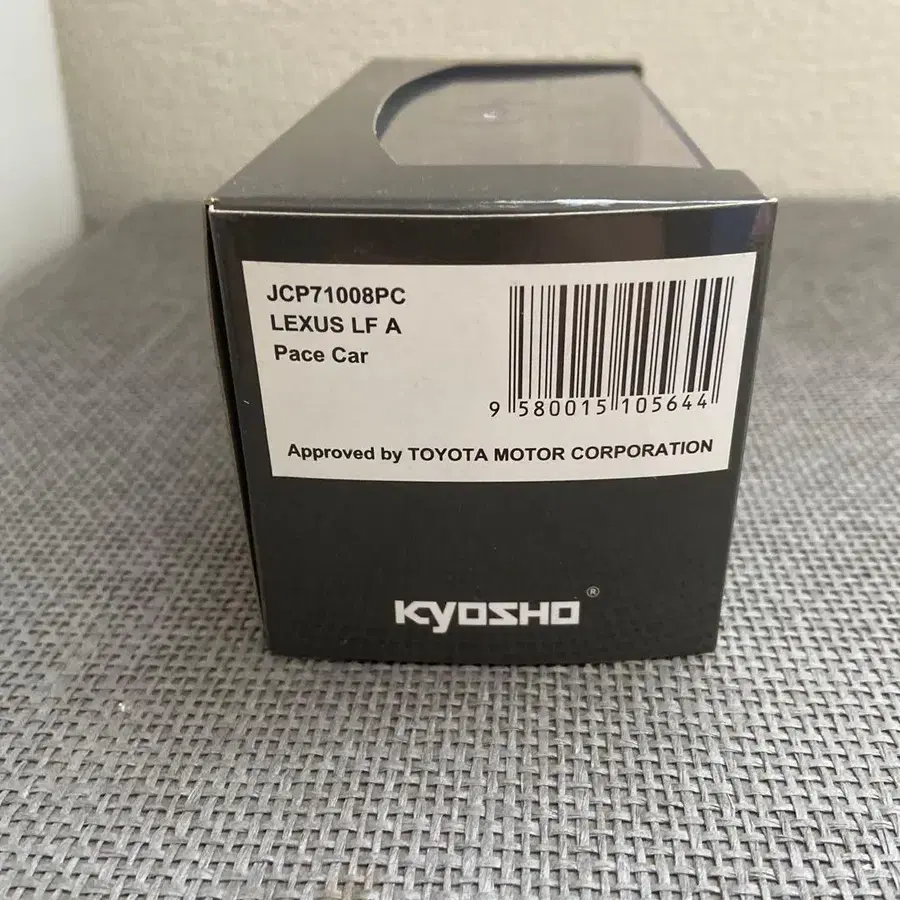 JCP71008PC
LEXUS LF A
Pace Car
9 580015 105644
Approved by TOYOTA MOTOR CORPORATION
KYOSHO®